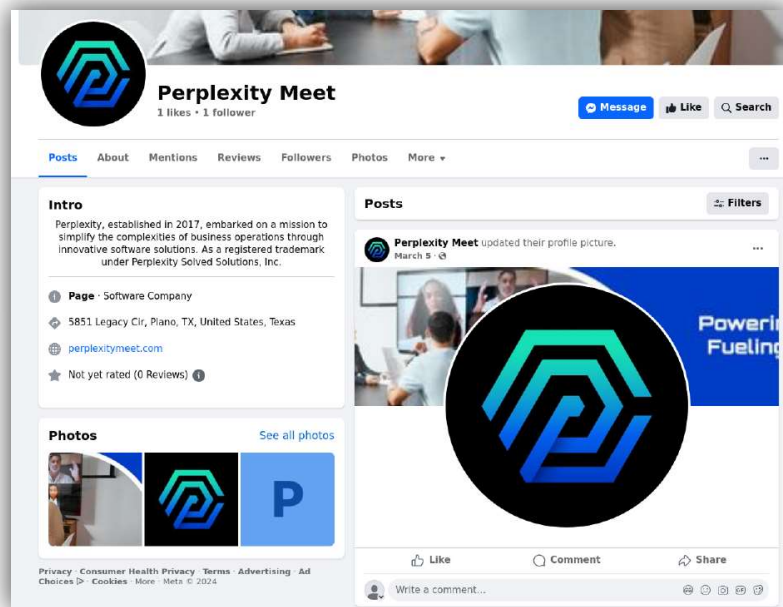 Perplexity Meet
1 likes • 1 follower
Message
Like
Search
Posts
About
Mentions
Reviews
Followers
Photos
More
Intro
Perplexity, established in 2017, embarked on a mission to
simplify the complexities of business operations through
innovative software solutions. As a registered trademark
under Perplexity Solved Solutions, Inc.
Page · Software Company
5851 Legacy Cir, Plano, TX, United States, Texas
perplexitymeet.com
Not yet rated (0 Reviews)
Photos
See all photos
P
Privacy · Consumer Health Privacy · Terms · Advertising · Ad
Choices · Cookies · More · Meta © 2024
Posts
Filters
Perplexity Meet updated their profile picture.
March 5 ·
Poweri
Fueling
Like
Comment
Share
Write a comment...